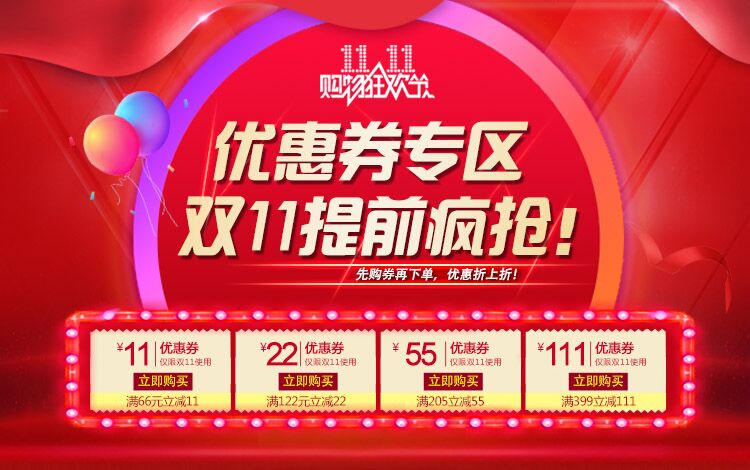 11.11
购物狂欢节
优惠券专区
双11提前疯抢!
先购券再下单,优惠折上折!
¥11 优惠券
仅限双11使用
立即购买
满66元立减11
¥22 优惠券
仅限双11使用
立即购买
满122元立减22
¥55 优惠券
仅限双11使用
立即购买
满205立减55
¥111 优惠券
仅限双11使用
立即购买
满399立减111